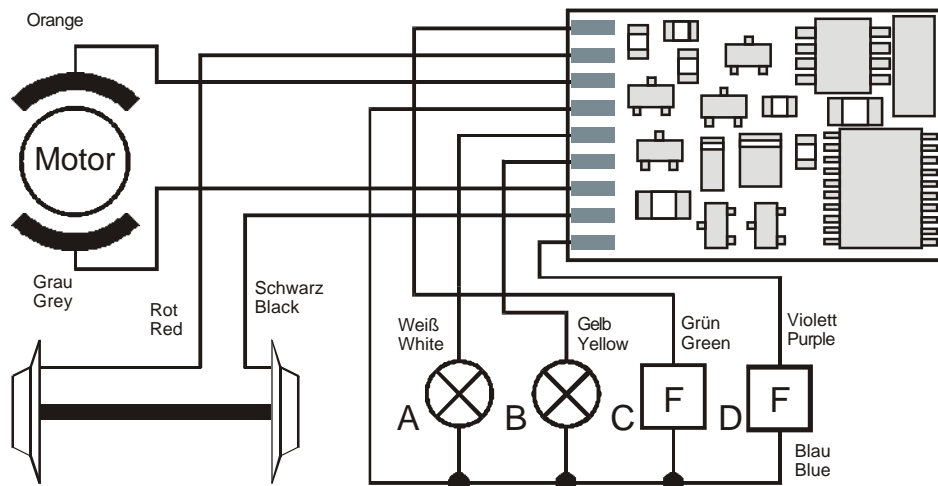 Orange
Motor
Grau
Grey
Rot
Red
Schwarz
Black
Weiß
White
Gelb
Yellow
Grün
Green
Violett
Purple
A
B
C
F
D
F
Blau
Blue